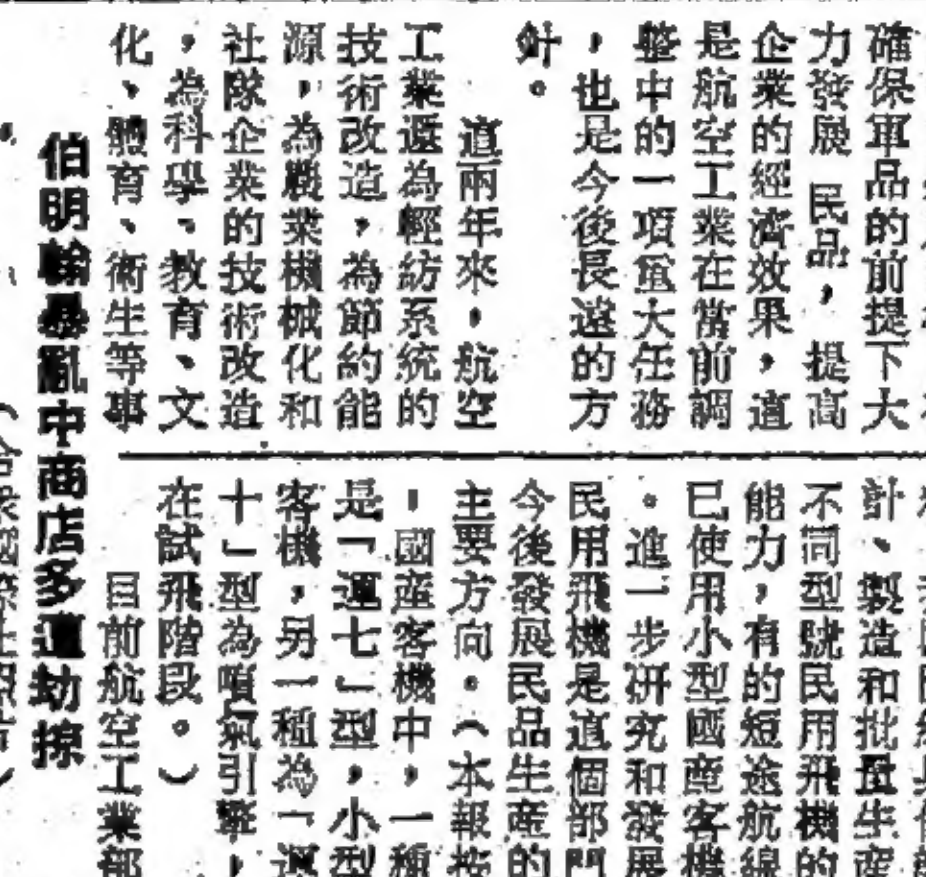 確保軍品的前提下大
力發展 民品，提高
企業的經濟效果，這
是航空工業在當前調
整中的一項重大任務
，也是今後長遠的方
針。
這兩年來，航空
工業還為輕紡系統的
技術改造，為節約能
源，為農業機械化和
社隊企業的技術改造
，為科學、教育、文
化、體育、衛生等事
計、製造和批量生產
不同型號民用飛機的
能力，有的短途航線
已使用小型國產客機
。進一步研究和發展
民用飛機是這個部門
今後發展民品生產的
主要方向。（本報按
：國產客機中，一種
是「運七」型，小型
客機，另一種為「運
十」型為噴氣引擎，
在試飛階段。）
目前航空工業部
伯明翰暴亂中商店多遭劫掠